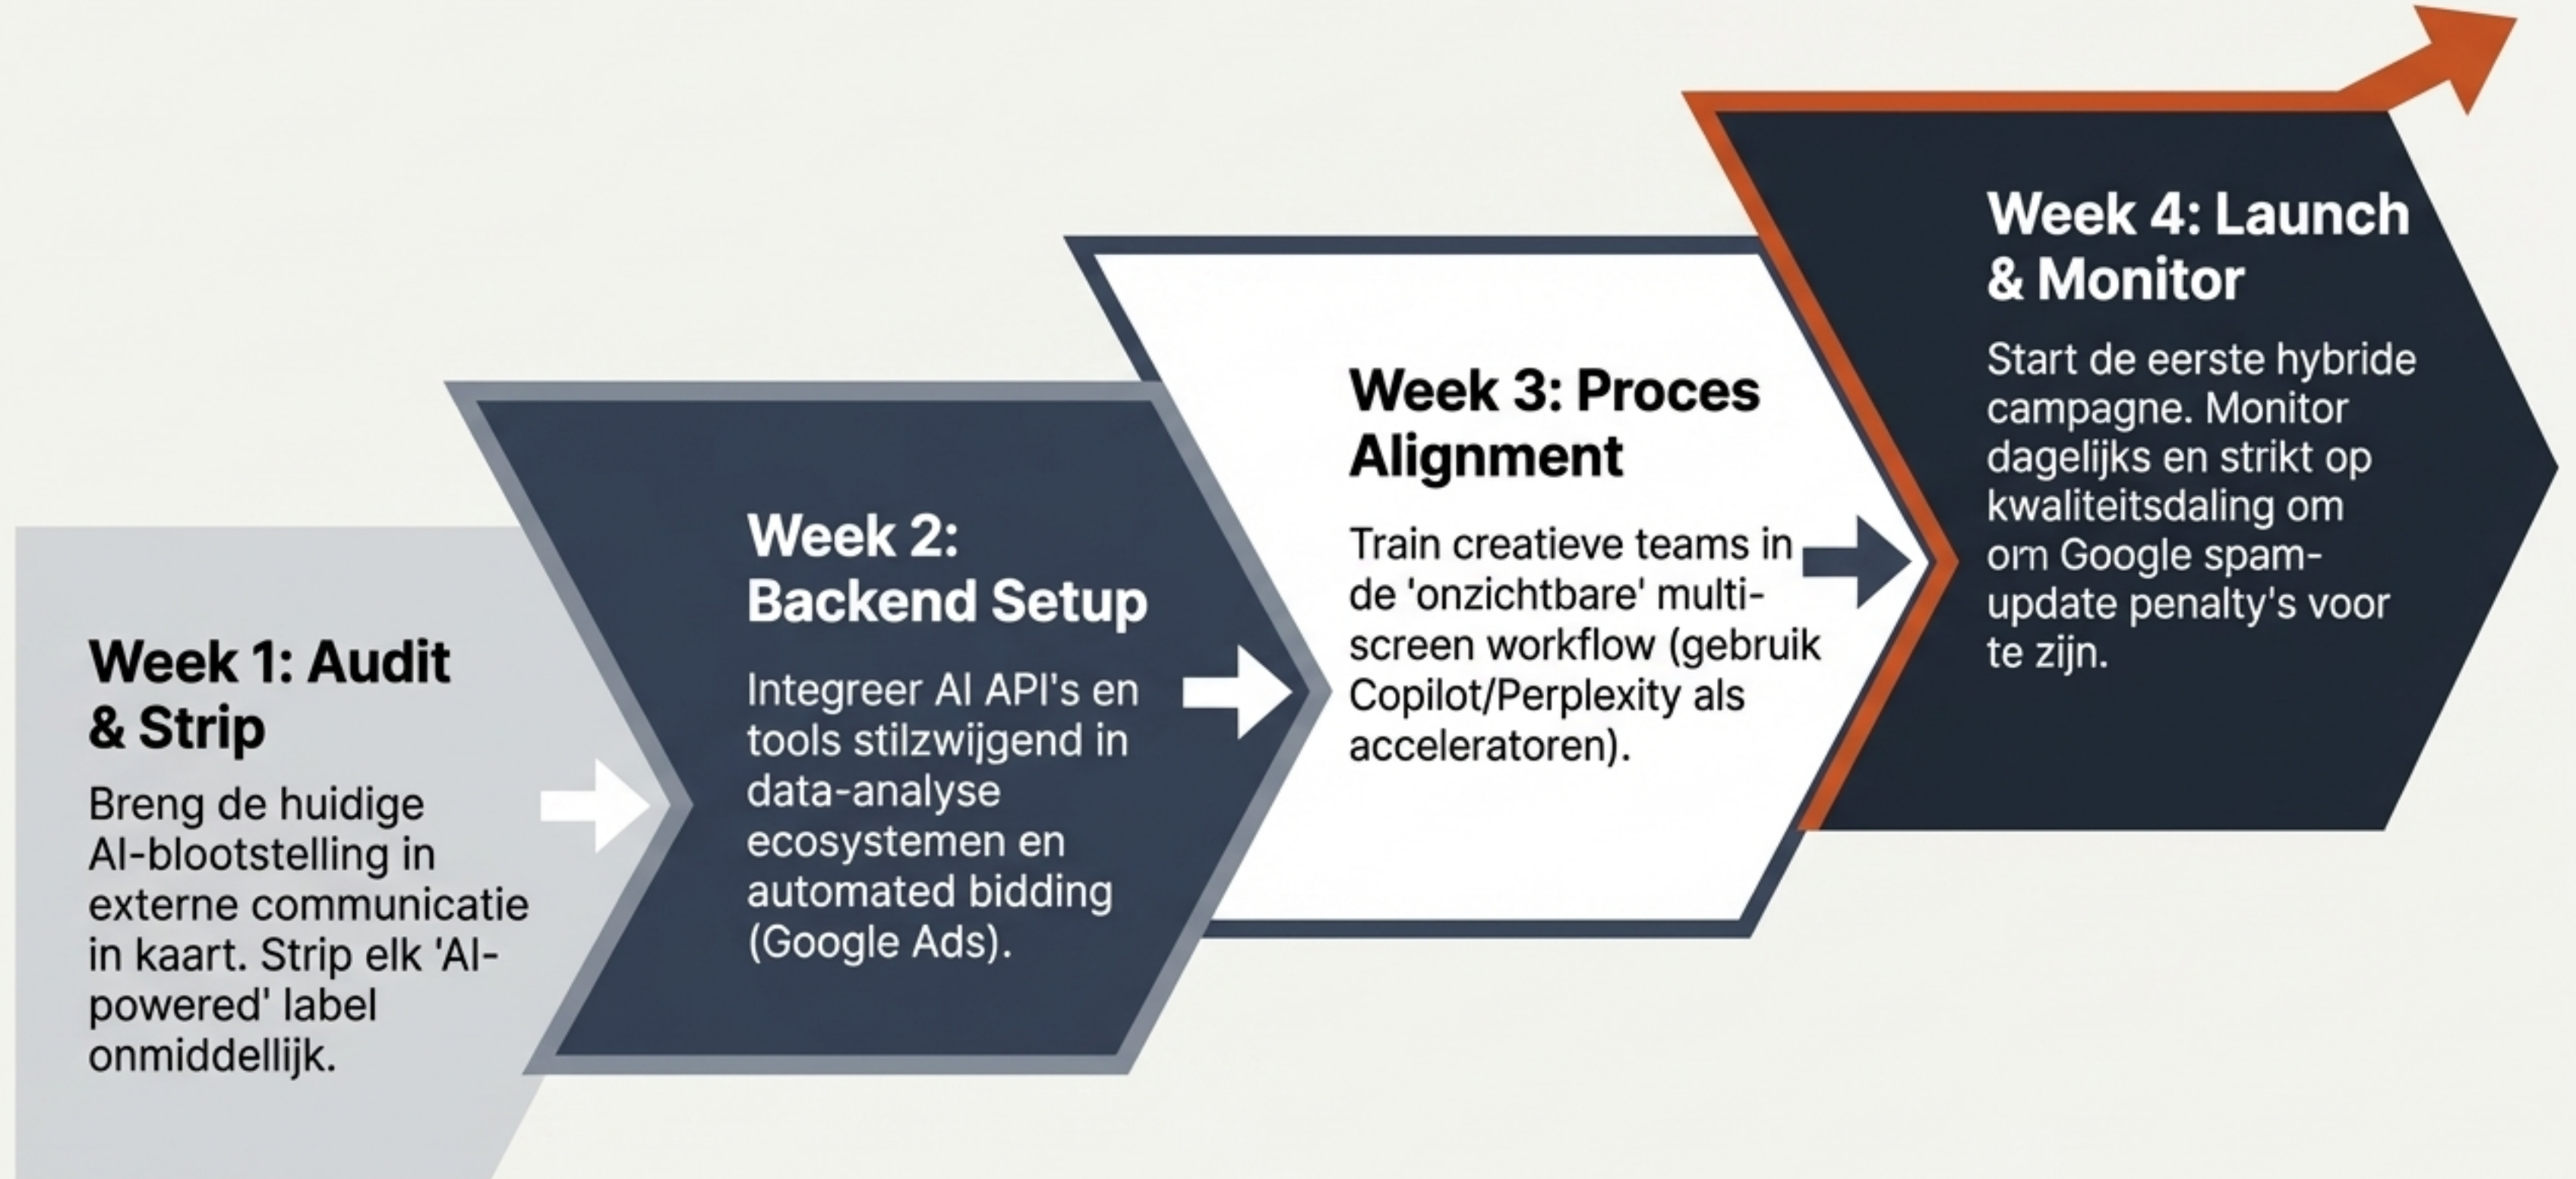 Week 1: Audit
& Strip
Breng de huidige
AI-blootstelling in
externe communicatie
in kaart. Strip elk 'AI-
powered' label
onmiddellijk.
Week 2:
Backend Setup
Integreer AI API's en
tools stilzwijgend in
data-analyse
ecosystemen en
automated bidding
(Google Ads).
Week 3: Proces
Alignment
Train creatieve teams in
de 'onzichtbare' multi-
screen workflow (gebruik
Copilot/Perplexity als
acceleratoren).
Week 4: Launch
& Monitor
Start de eerste hybride
campagne. Monitor
dagelijks en strikt op
kwaliteitsdaling om
om Google spam-
update penalty's voor
te zijn.